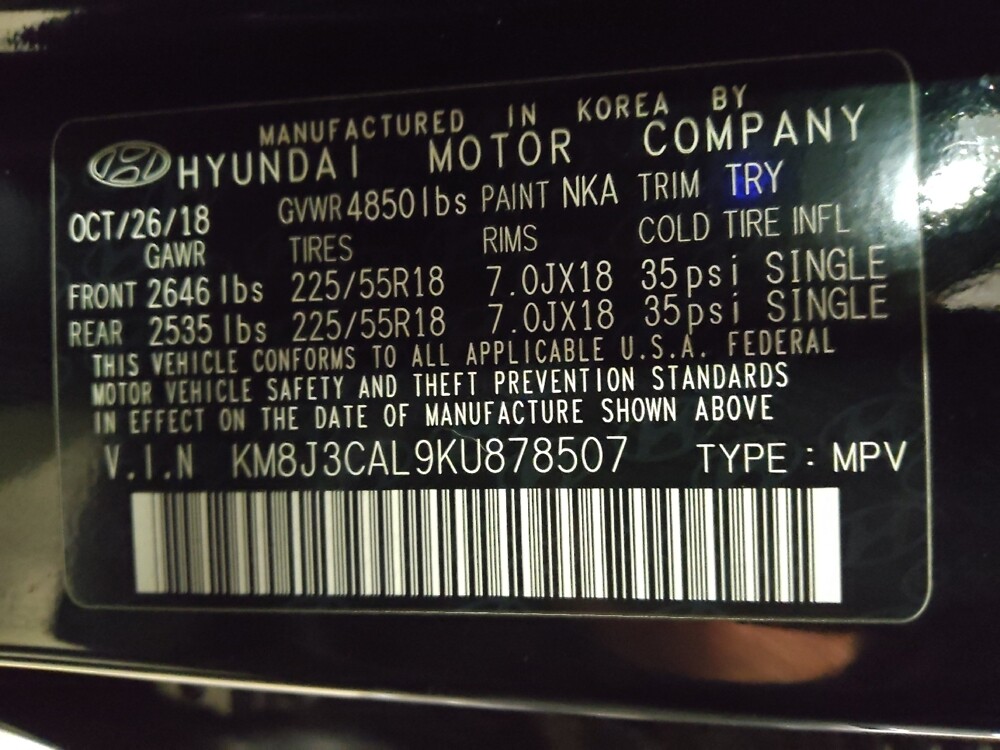 MANUFACTURED IN KOREA BY
HYUNDAI MOTOR COMPANY
OCT/26/18 GVWR 4850lbs PAINT NKA TRIM TRY
GAWR TIRES RIMS COLD TIRE INFL
FRONT 2646 lbs 225/55R18 7.0JX18 35psi SINGLE
REAR 2535 lbs 225/55R18 7.0JX18 35psi SINGLE
THIS VEHICLE CONFORMS TO ALL APPLICABLE U.S.A. FEDERAL
MOTOR VEHICLE SAFETY AND THEFT PREVENTION STANDARDS
IN EFFECT ON THE DATE OF MANUFACTURE SHOWN ABOVE
V.I.N KM8J3CAL9KU878507 TYPE : MPV